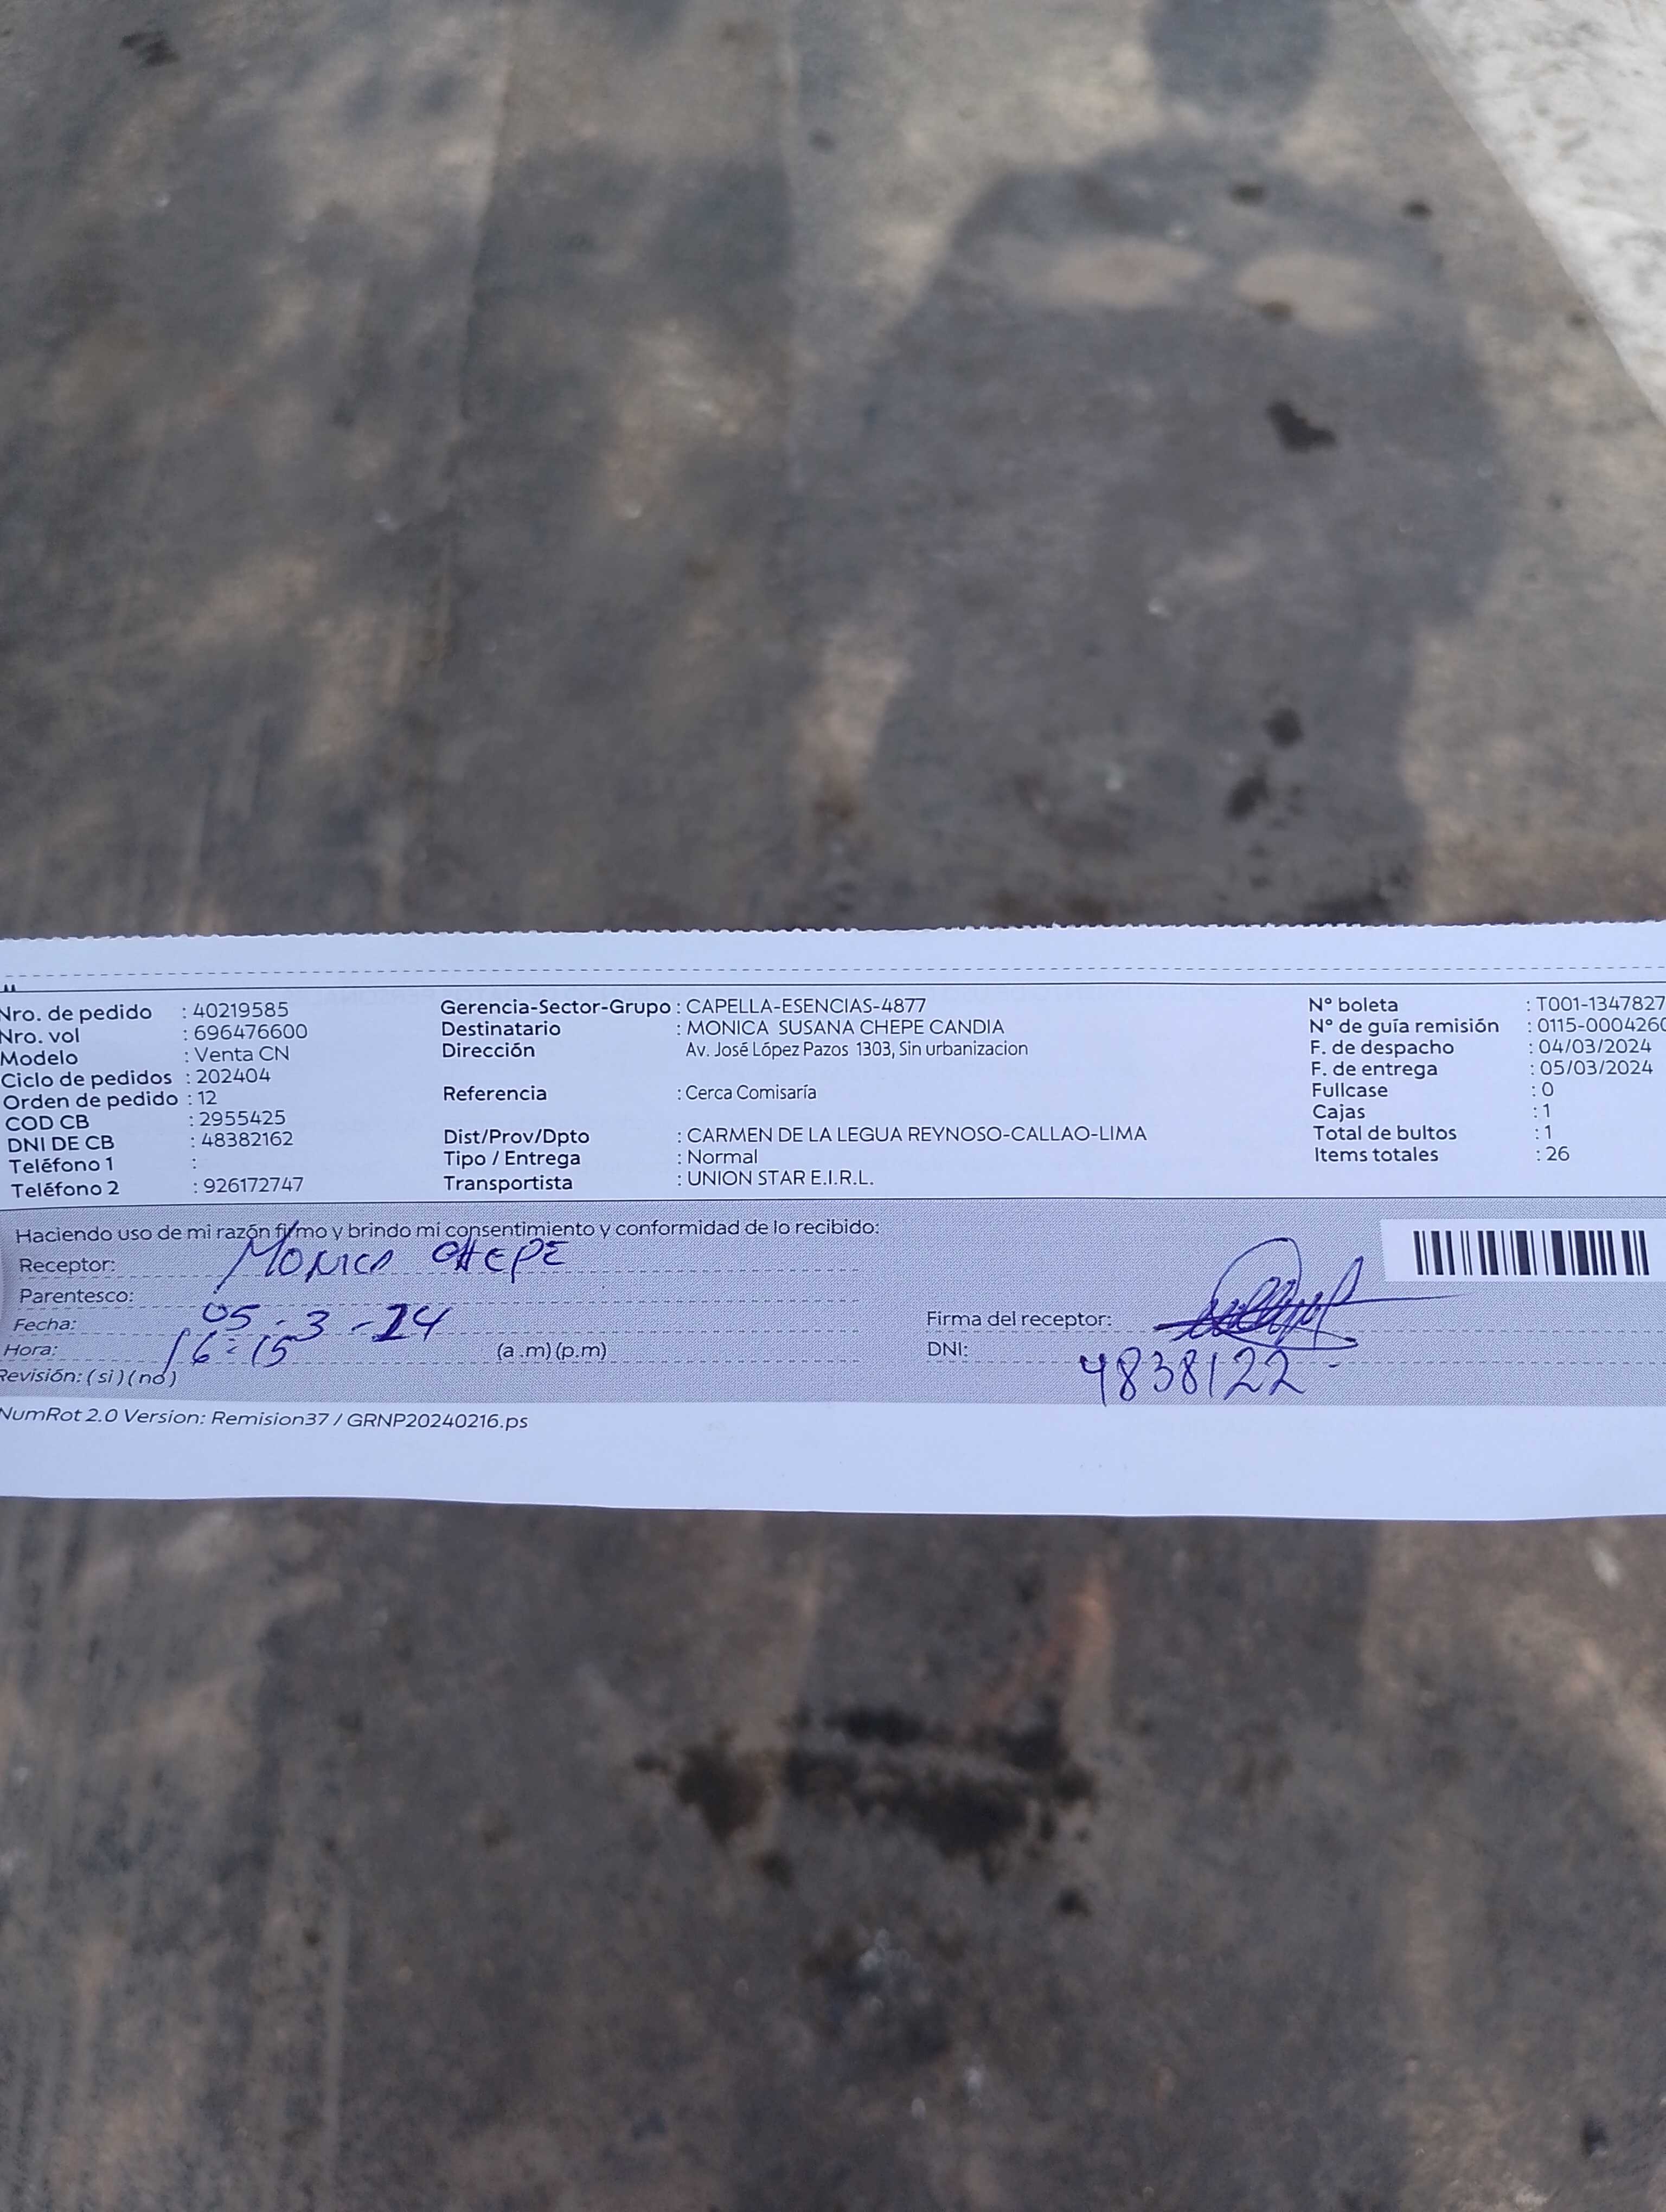 Nro. de pedido : 40219585 Gerencia-Sector-Grupo : CAPELLA-ESENCIAS-4877 N° boleta : T001-1347827
Nro. vol : 696476600 Destinatario : MONICA SUSANA CHEPE CANDIA N° de guía remisión : 0115-0004260
Modelo : Venta CN Dirección Av. José López Pazos 1303, Sin urbanizacion F. de despacho : 04/03/2024
Ciclo de pedidos : 202404 F. de entrega : 05/03/2024
Orden de pedido : 12 Referencia : Cerca Comisaría Fullcase : 0
COD CB : 2955425 Cajas : 1
DNI DE CB : 48382162 Dist/Prov/Dpto : CARMEN DE LA LEGUA REYNOSO-CALLAO-LIMA Total de bultos : 1
Teléfono 1 : Tipo / Entrega : Normal Items totales : 26
Teléfono 2 : 926172747 Transportista : UNION STAR E.I.R.L.
Haciendo uso de mi razón firmo y brindo mi consentimiento y conformidad de lo recibido:
Receptor: MONICA CHEPE
Parentesco:
Fecha: 05-3-24 Firma del receptor:
Hora: 16:15 (a .m) (p.m) DNI: 4838122
Revisión: ( si ) ( no )
NumRot 2.0 Version: Remision37 / GRNP20240216.ps